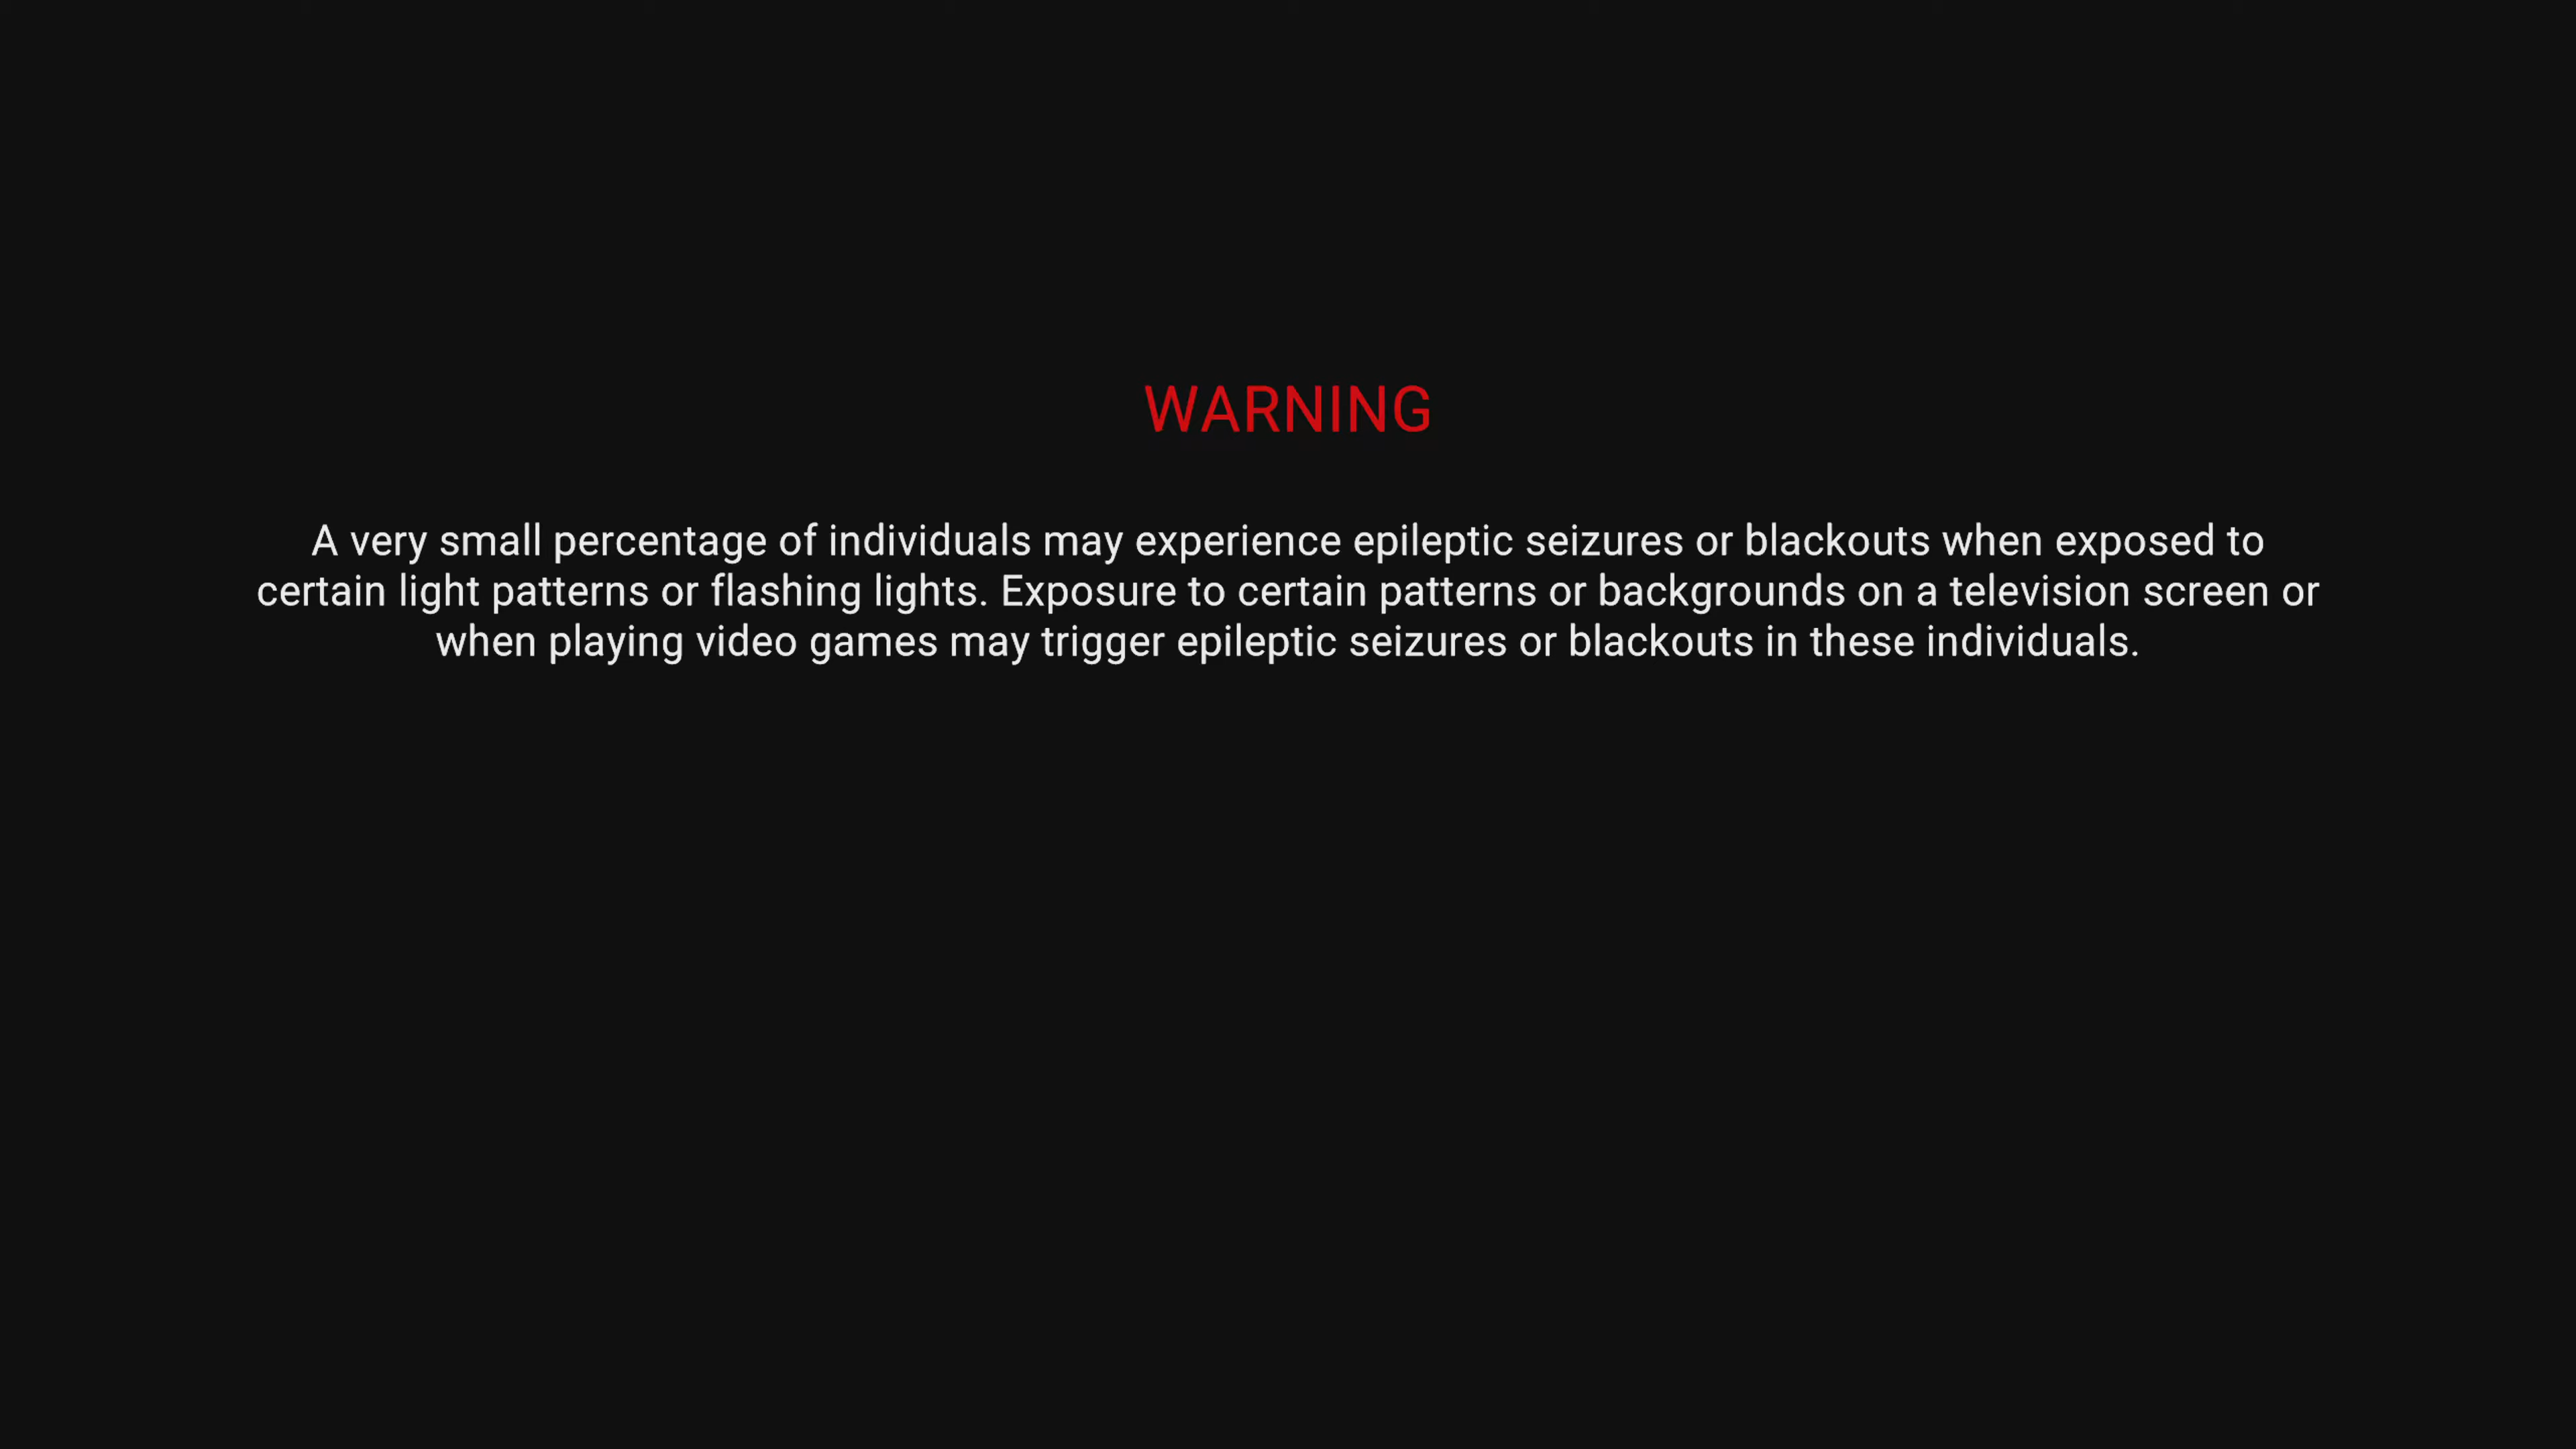 WARNING
A very small percentage of individuals may experience epileptic seizures or blackouts when exposed to
certain light patterns or flashing lights. Exposure to certain patterns or backgrounds on a television screen or
when playing video games may trigger epileptic seizures or blackouts in these individuals.